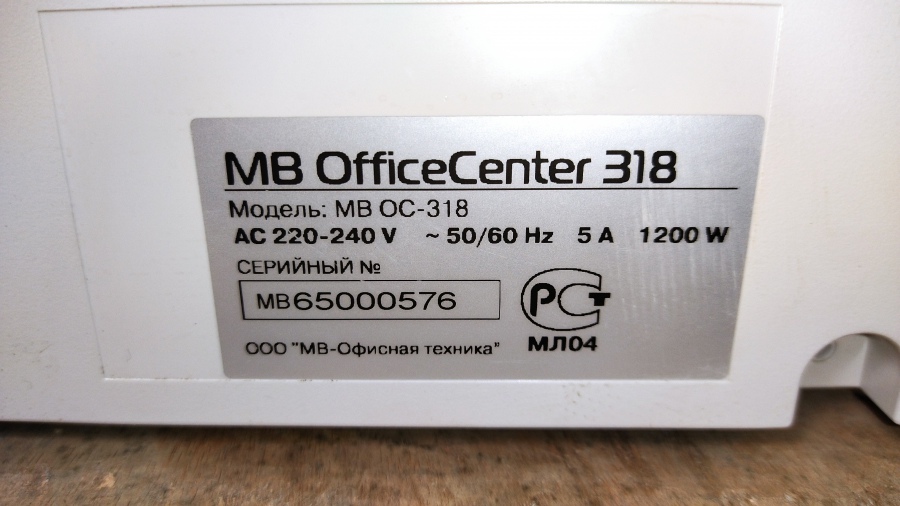 MB OfficeCenter 318
Модель: MB OC-318
AC 220-240 V ~ 50/60 Hz 5 A 1200 W
СЕРИЙНЫЙ №
MB65000576
РСТ
МЛ04
ООО "МВ-Офисная техника"